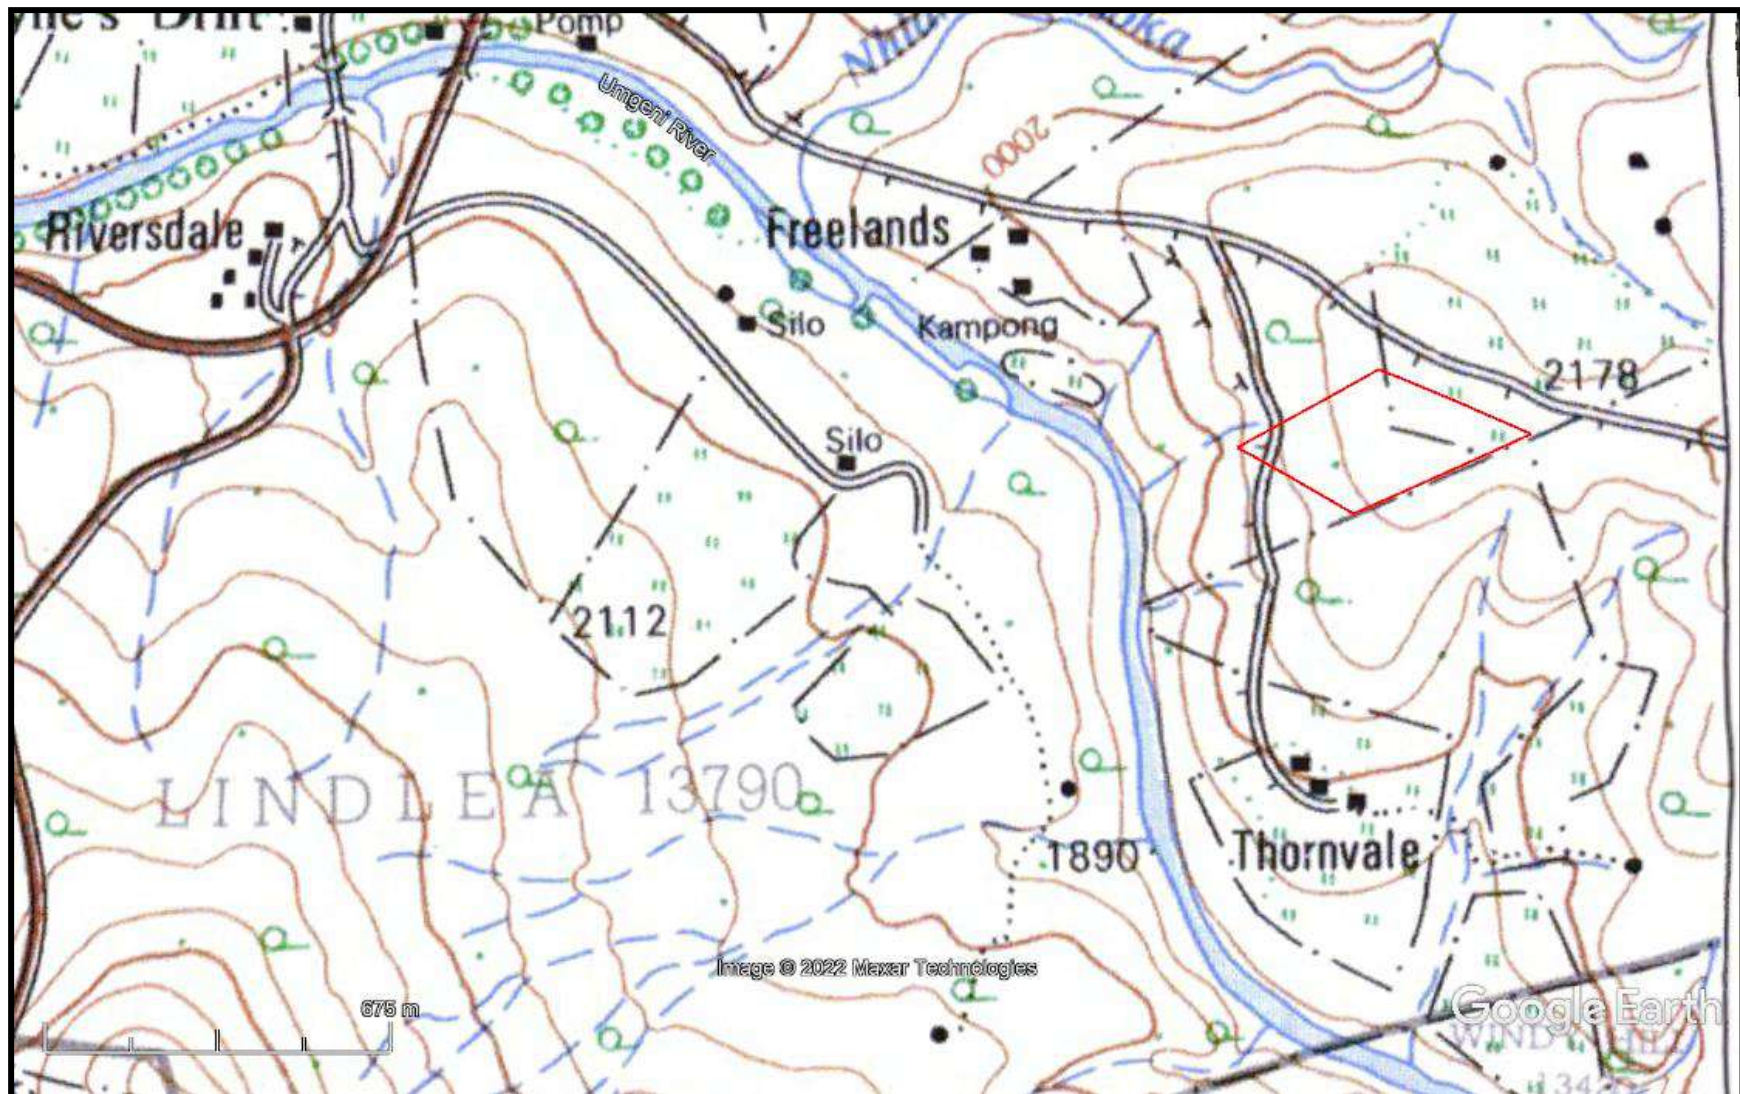 Drift
Pomp
Umgeni River
2000
Riversdale
Freelands
Silo
Kampong
2178
Silo
2112
LINDLEA 13790
1890
Thornvale
Image © 2022 Maxar Technologies
675 m
Google Earth